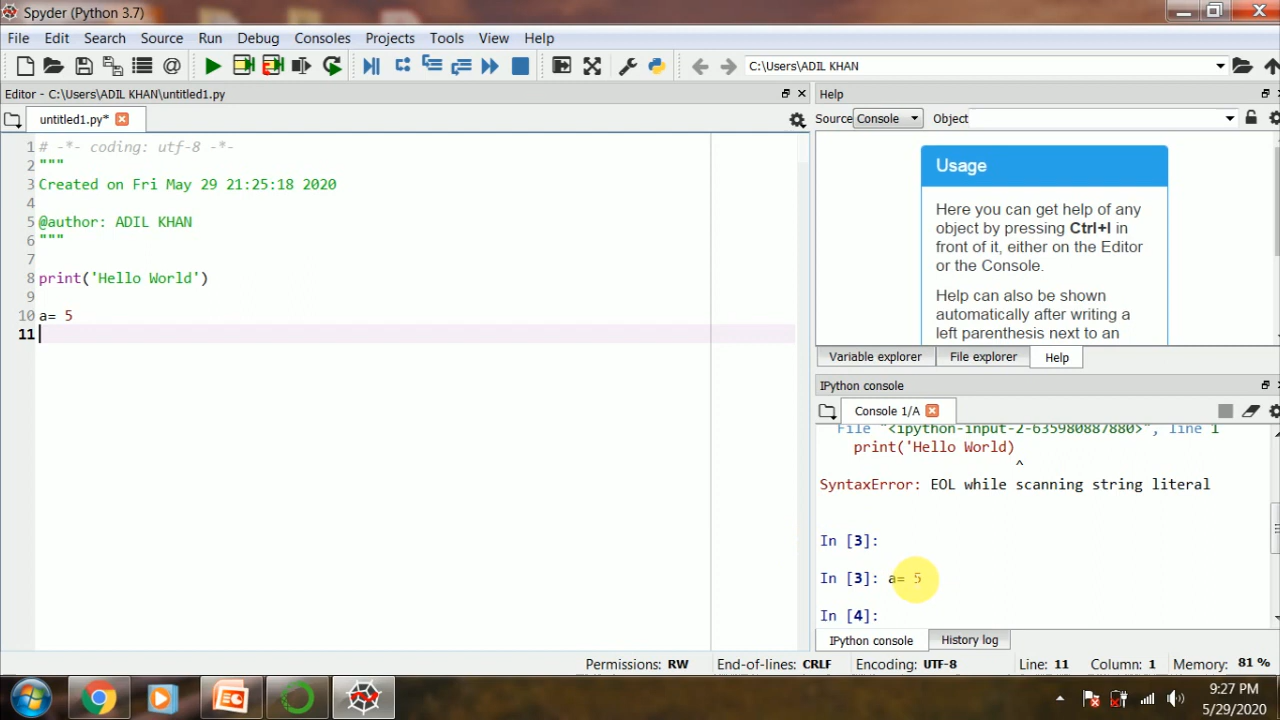 Spyder (Python 3.7)
File Edit Search Source Run Debug Consoles Projects Tools View Help
C:\Users\ADIL KHAN
Editor - C:\Users\ADIL KHAN\untitled1.py
untitled1.py*
1 # -*- coding: utf-8 -*-
2 """
3 Created on Fri May 29 21:25:18 2020
4
5 @author: ADIL KHAN
6 """
7
8 print('Hello World')
9
10 a= 5
11
Help
Source Console Object
Usage
Here you can get help of any
object by pressing Ctrl+I in
front of it, either on the Editor
or the Console.
Help can also be shown
automatically after writing a
left parenthesis next to an
Variable explorer File explorer Help
IPython console
Console 1/A
File "<ipython-input-2-635980887880>", line 1
print('Hello World)
^
SyntaxError: EOL while scanning string literal
In [3]:
In [3]: a= 5
In [4]:
IPython console History log
Permissions: RW End-of-lines: CRLF Encoding: UTF-8 Line: 11 Column: 1 Memory: 81 %
9:27 PM
5/29/2020